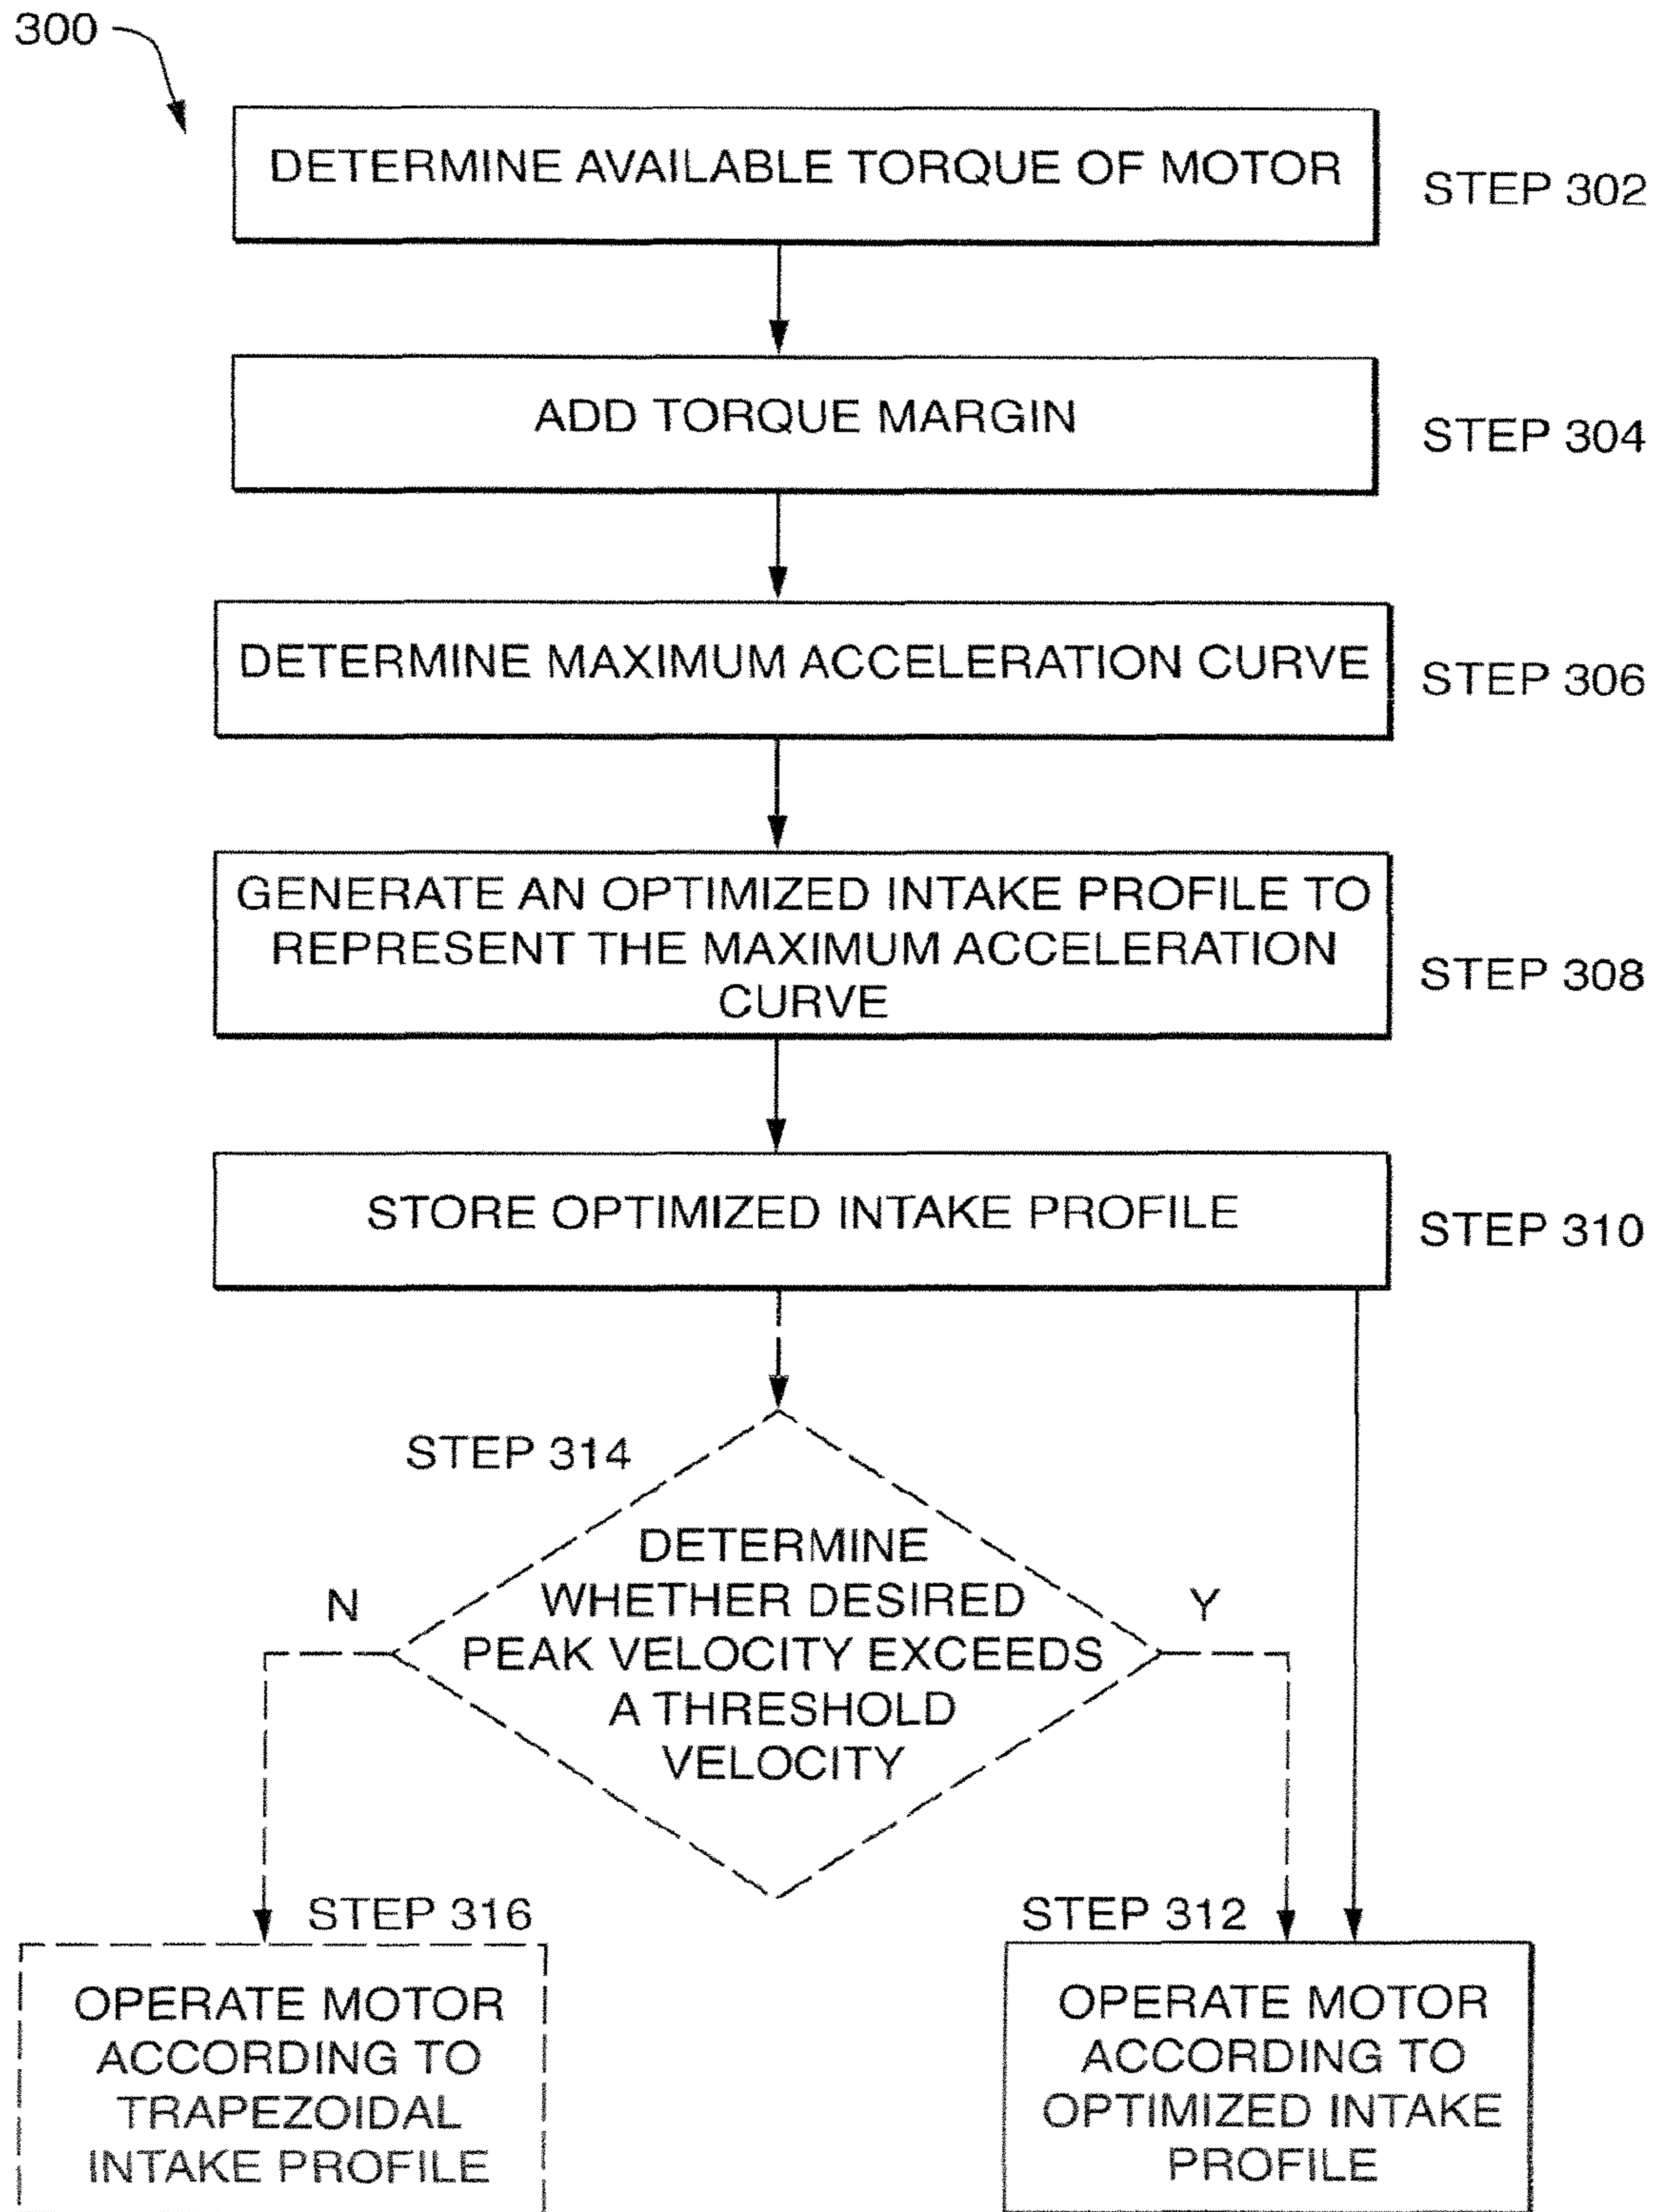 300
DETERMINE AVAILABLE TORQUE OF MOTOR
STEP 302
ADD TORQUE MARGIN
STEP 304
DETERMINE MAXIMUM ACCELERATION CURVE
STEP 306
GENERATE AN OPTIMIZED INTAKE PROFILE TO
REPRESENT THE MAXIMUM ACCELERATION
CURVE
STEP 308
STORE OPTIMIZED INTAKE PROFILE
STEP 310
STEP 314
DETERMINE
WHETHER DESIRED
PEAK VELOCITY EXCEEDS
A THRESHOLD
VELOCITY
N
Y
STEP 316
OPERATE MOTOR
ACCORDING TO
TRAPEZOIDAL
INTAKE PROFILE
STEP 312
OPERATE MOTOR
ACCORDING TO
OPTIMIZED INTAKE
PROFILE